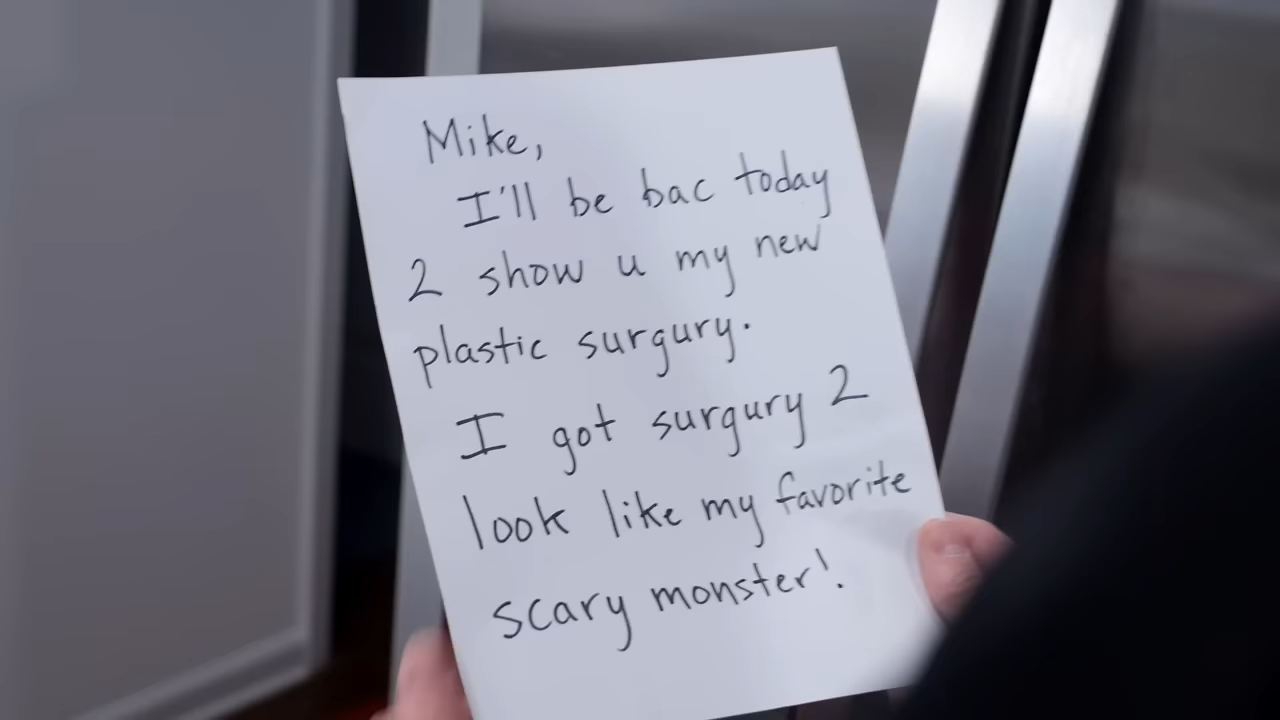 Mike,
I'll be bac today
2 show u my new
plastic surgury.
I got surgury 2
look like my favorite
scary monster!